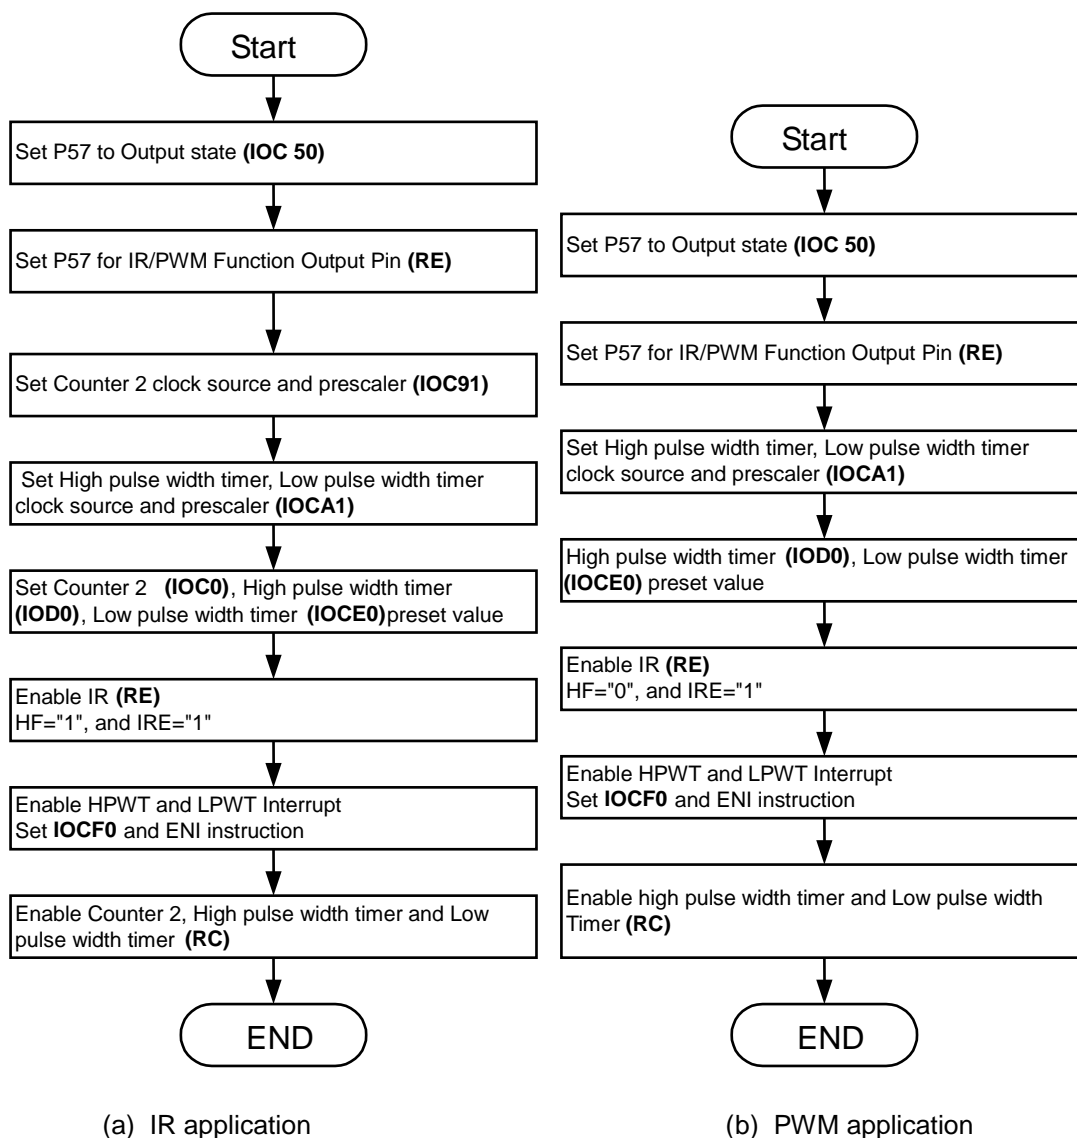 Start
Set P57 to Output state (IOC 50)
Set P57 for IR/PWM Function Output Pin (RE)
Set Counter 2 clock source and prescaler (IOC91)
Set High pulse width timer, Low pulse width timer
clock source and prescaler (IOCA1)
Set Counter 2 (IOC0), High pulse width timer
(IOD0), Low pulse width timer (IOCE0)preset value
Enable IR (RE)
HF="1", and IRE="1"
Enable HPWT and LPWT Interrupt
Set IOCF0 and ENI instruction
Enable Counter 2, High pulse width timer and Low
pulse width timer (RC)
END
(a) IR application
Start
Set P57 to Output state (IOC 50)
Set P57 for IR/PWM Function Output Pin (RE)
Set High pulse width timer, Low pulse width timer
clock source and prescaler (IOCA1)
High pulse width timer (IOD0), Low pulse width timer
(IOCE0) preset value
Enable IR (RE)
HF="0", and IRE="1"
Enable HPWT and LPWT Interrupt
Set IOCF0 and ENI instruction
Enable high pulse width timer and Low pulse width
Timer (RC)
END
(b) PWM application